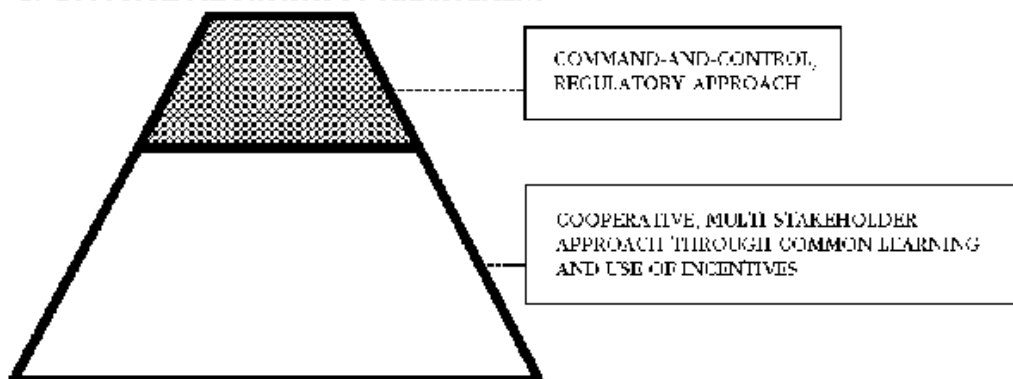 COMMAND-AND-CONTROL,
REGULATORY APPROACH
COOPERATIVE, MULTI STAKEHOLDER
APPROACH THROUGH COMMON LEARNING
AND USE OF INCENTIVES